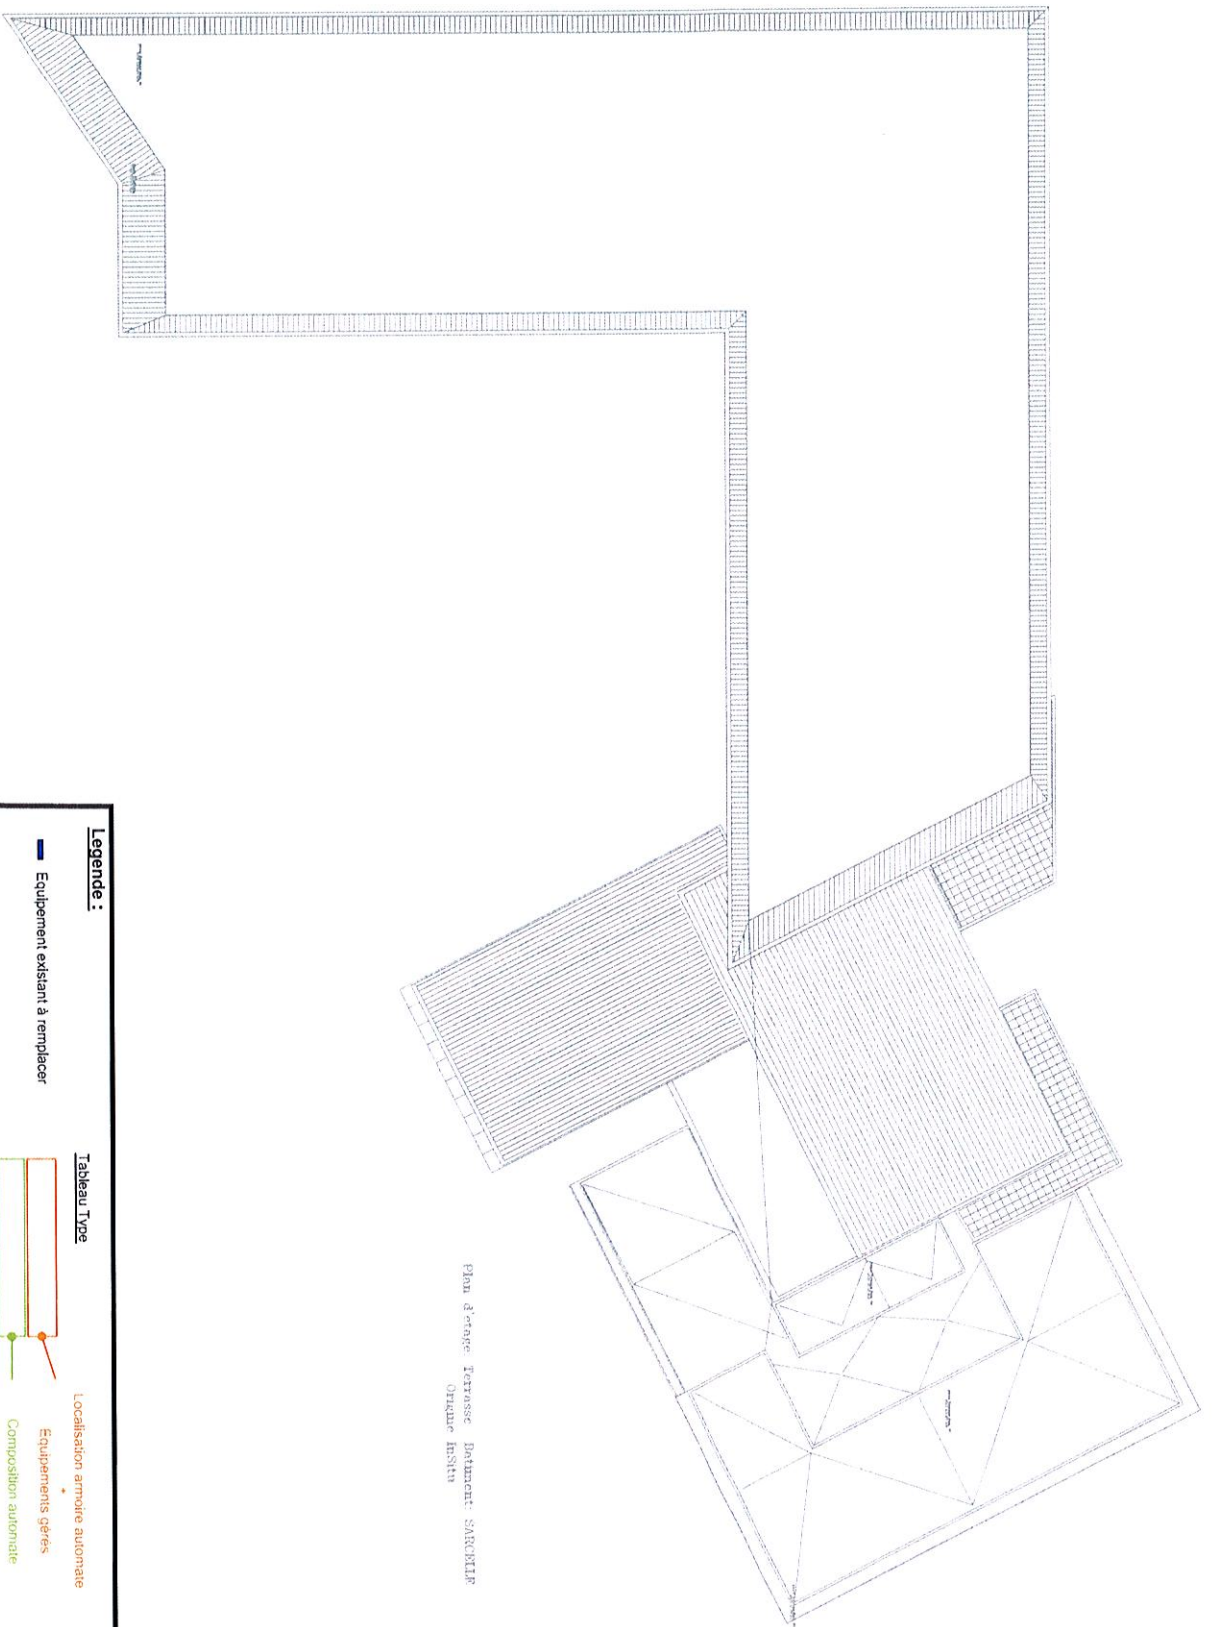 Plan d'etage: Terrasse Batiment: SARCELLE
Origine InSitu
Legende :
Equipement existant à remplacer
Tableau Type
Localisation armoire automate
+
Equipements gérés
Composition automate